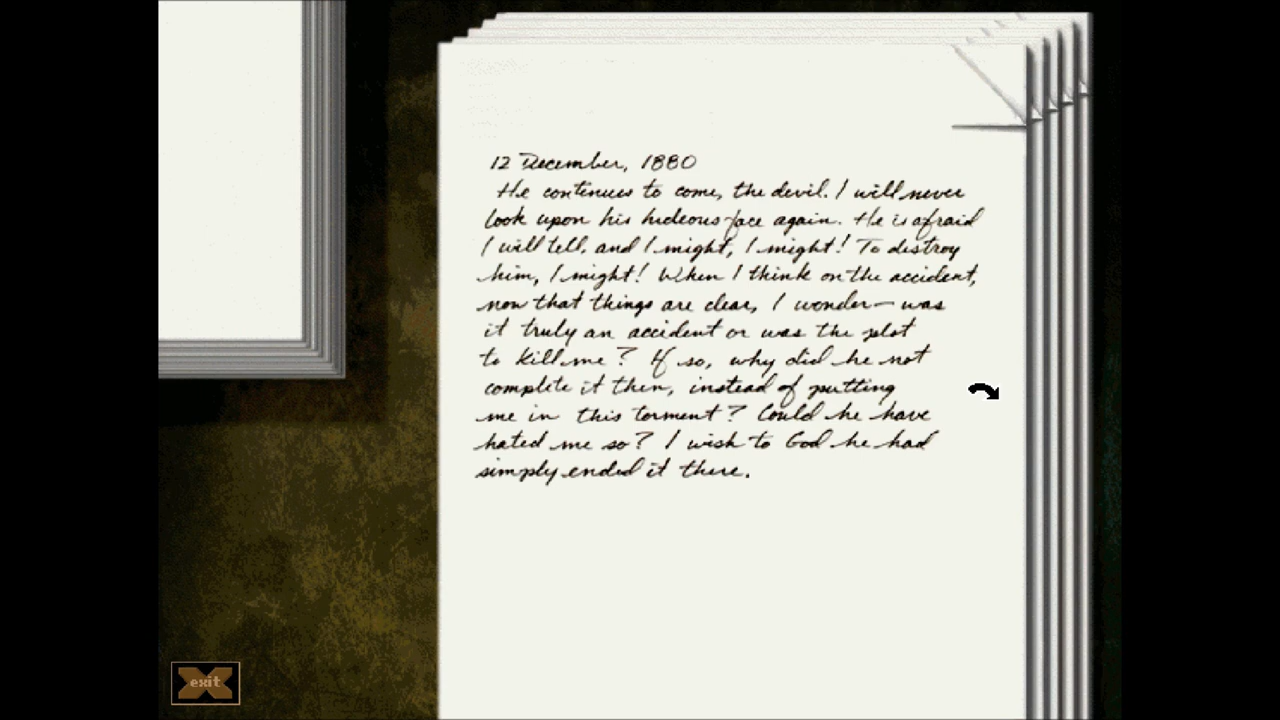 12 December, 1880
He continues to come, the devil. I will never
look upon his hideous face again. He is afraid
I will tell, and I might, I might! To destroy
him, I might! When I think on the accident,
now that things are clear, I wonder — was
it truly an accident or was the plot
to kill me? If so, why did he not
complete it then, instead of putting
me in this torment? Could he have
hated me so? I wish to God he had
simply ended it there.
exit